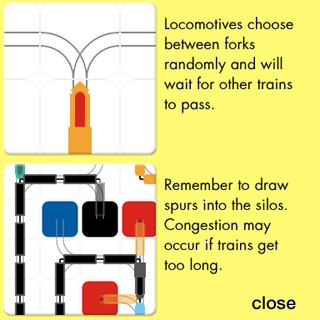 Locomotives choose
between forks
randomly and will
wait for other trains
to pass.
Remember to draw
spurs into the silos.
Congestion may
occur if trains get
too long.
close